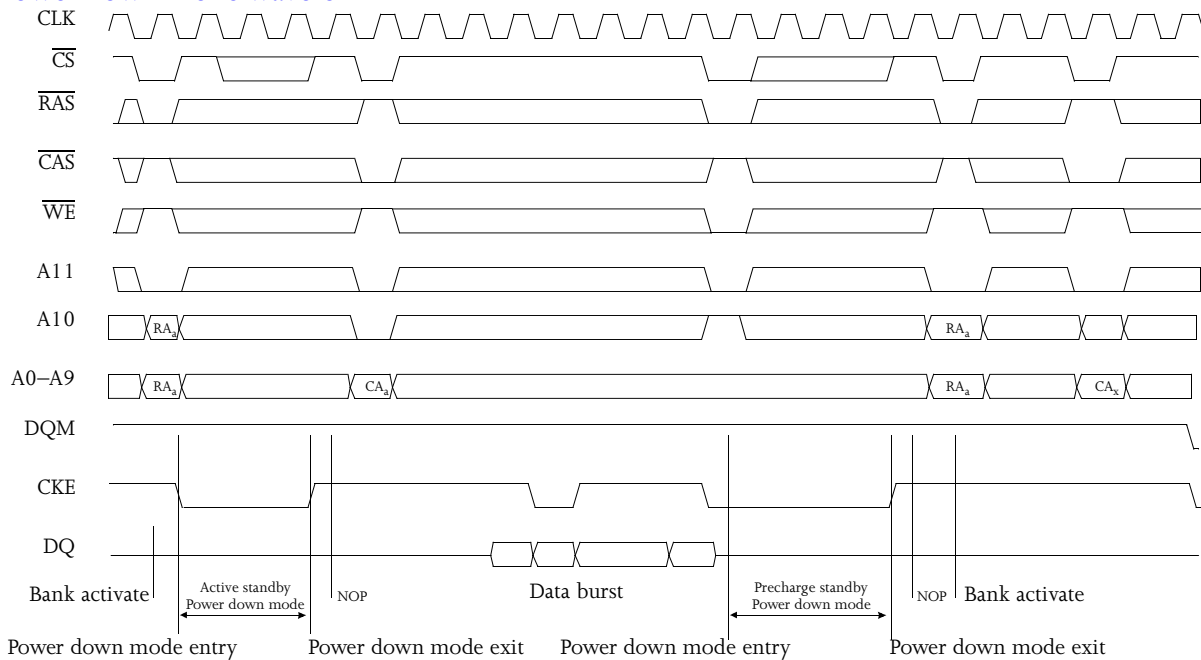 CLK
CS
RAS
CAS
WE
A11
A10 RAa RAa
A0–A9 RAa CAa RAa CAx
DQM
CKE
DQ
Bank activate Active standby NOP Data burst Precharge standby NOP Bank activate
Power down mode Power down mode
Power down mode entry Power down mode exit Power down mode entry Power down mode exit